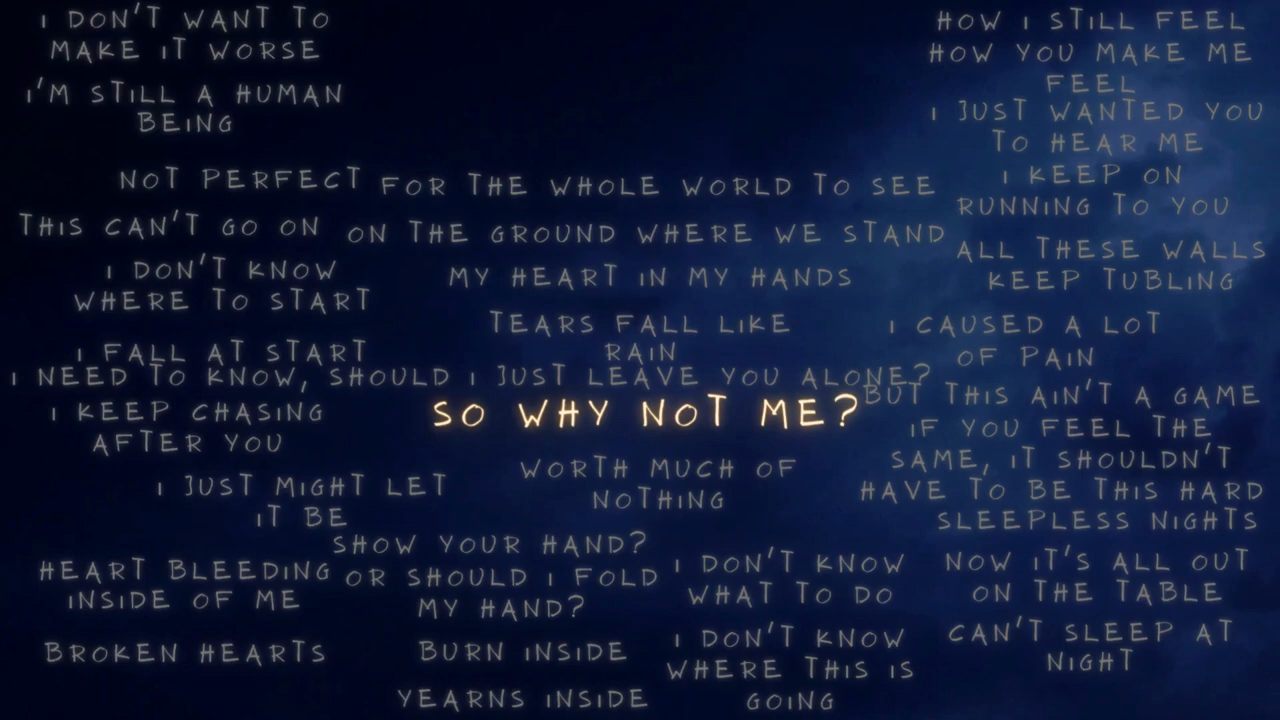 I DON'T WANT TO
MAKE IT WORSE
I'M STILL A HUMAN
BEING
HOW I STILL FEEL
HOW YOU MAKE ME
FEEL
I JUST WANTED YOU
TO HEAR ME
I KEEP ON
RUNNING TO YOU
NOT PERFECT
FOR THE WHOLE WORLD TO SEE
THIS CAN'T GO ON
ON THE GROUND WHERE WE STAND
ALL THESE WALLS
KEEP TUBLING
I DON'T KNOW
WHERE TO START
MY HEART IN MY HANDS
TEARS FALL LIKE
RAIN
I CAUSED A LOT
OF PAIN
I FALL AT START
I NEED TO KNOW, SHOULD I JUST LEAVE YOU ALONE?
I KEEP CHASING
AFTER YOU
SO WHY NOT ME?
BUT THIS AIN'T A GAME
IF YOU FEEL THE
SAME, IT SHOULDN'T
HAVE TO BE THIS HARD
SLEEPLESS NIGHTS
WORTH MUCH OF
NOTHING
I JUST MIGHT LET
IT BE
SHOW YOUR HAND?
OR SHOULD I FOLD
MY HAND?
HEART BLEEDING
INSIDE OF ME
I DON'T KNOW
WHAT TO DO
NOW IT'S ALL OUT
ON THE TABLE
BROKEN HEARTS
BURN INSIDE
YEARNS INSIDE
I DON'T KNOW
WHERE THIS IS
GOING
CAN'T SLEEP AT
NIGHT